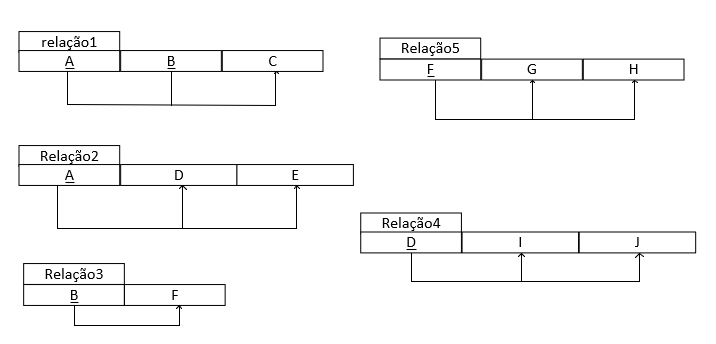 relação1
A B C
Relação2
A D E
Relação3
B F
Relação5
F G H
Relação4
D I J